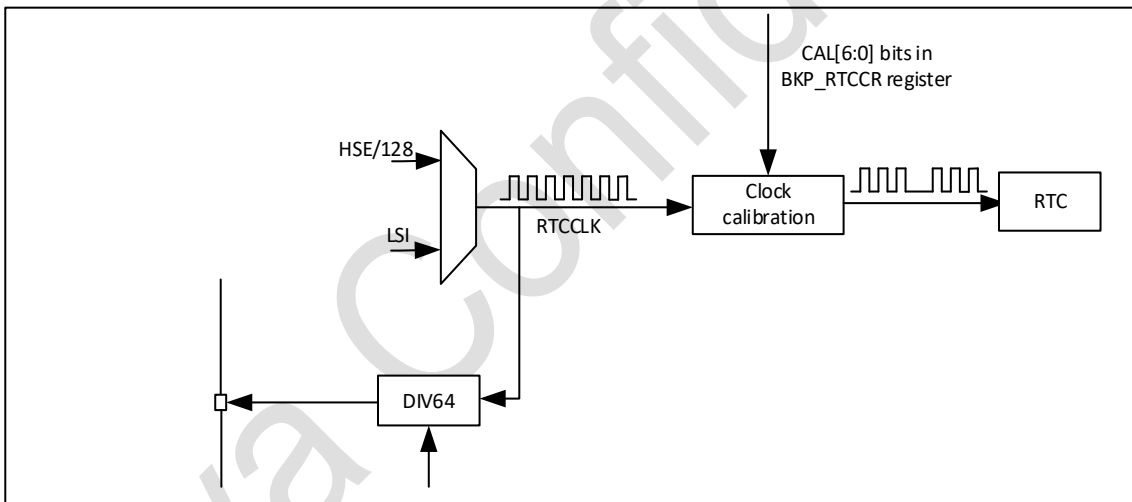 CAL[6:0] bits in
BKP_RTCCR register
HSE/128
LSI
RTCCLK
Clock
calibration
RTC
DIV64